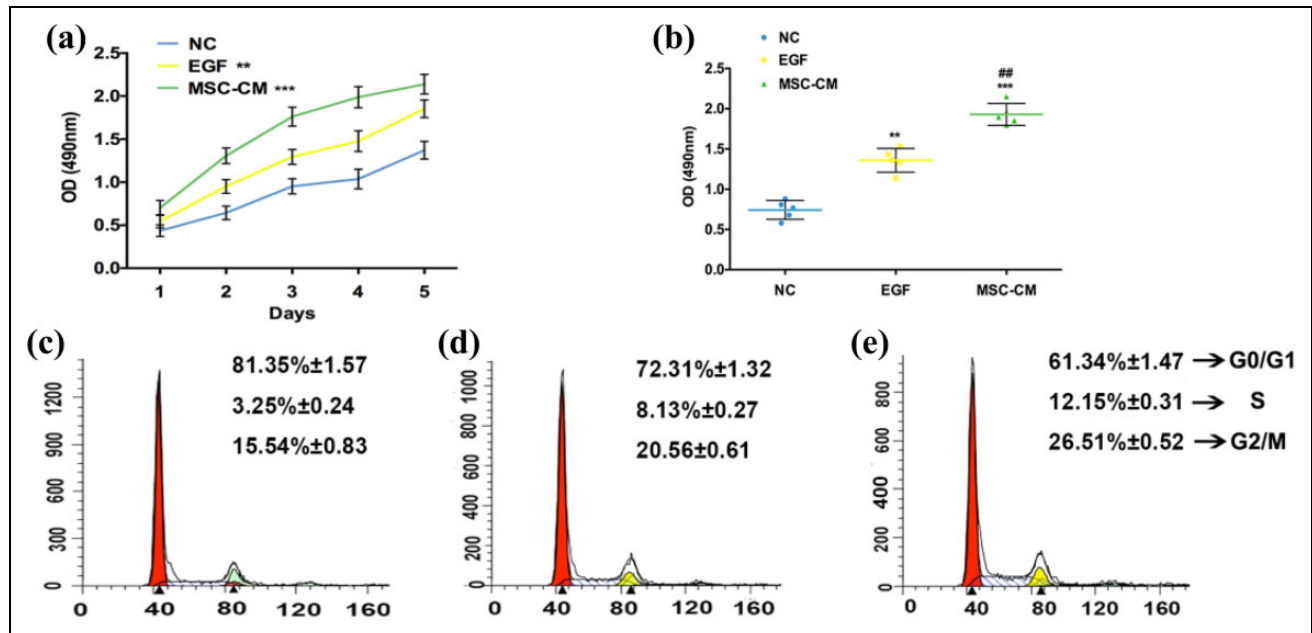 (a)
NC
EGF **
MSC-CM ***
OD (490nm)
2.5
2.0
1.5
1.0
0.5
0.0
1 2 3 4 5
Days
(b)
NC
EGF
MSC-CM
OD (490nm)
2.5
2.0
1.5
1.0
0.5
0.0
**
##
***
NC EGF MSC-CM
(c)
81.35%±1.57
3.25%±0.24
15.54%±0.83
1200
900
600
300
0
0 40 80 120 160
(d)
72.31%±1.32
8.13%±0.27
20.56±0.61
1000
800
600
400
200
0
0 40 80 120 160
(e)
61.34%±1.47 → G0/G1
12.15%±0.31 → S
26.51%±0.52 → G2/M
800
600
400
200
0
0 40 80 120 160